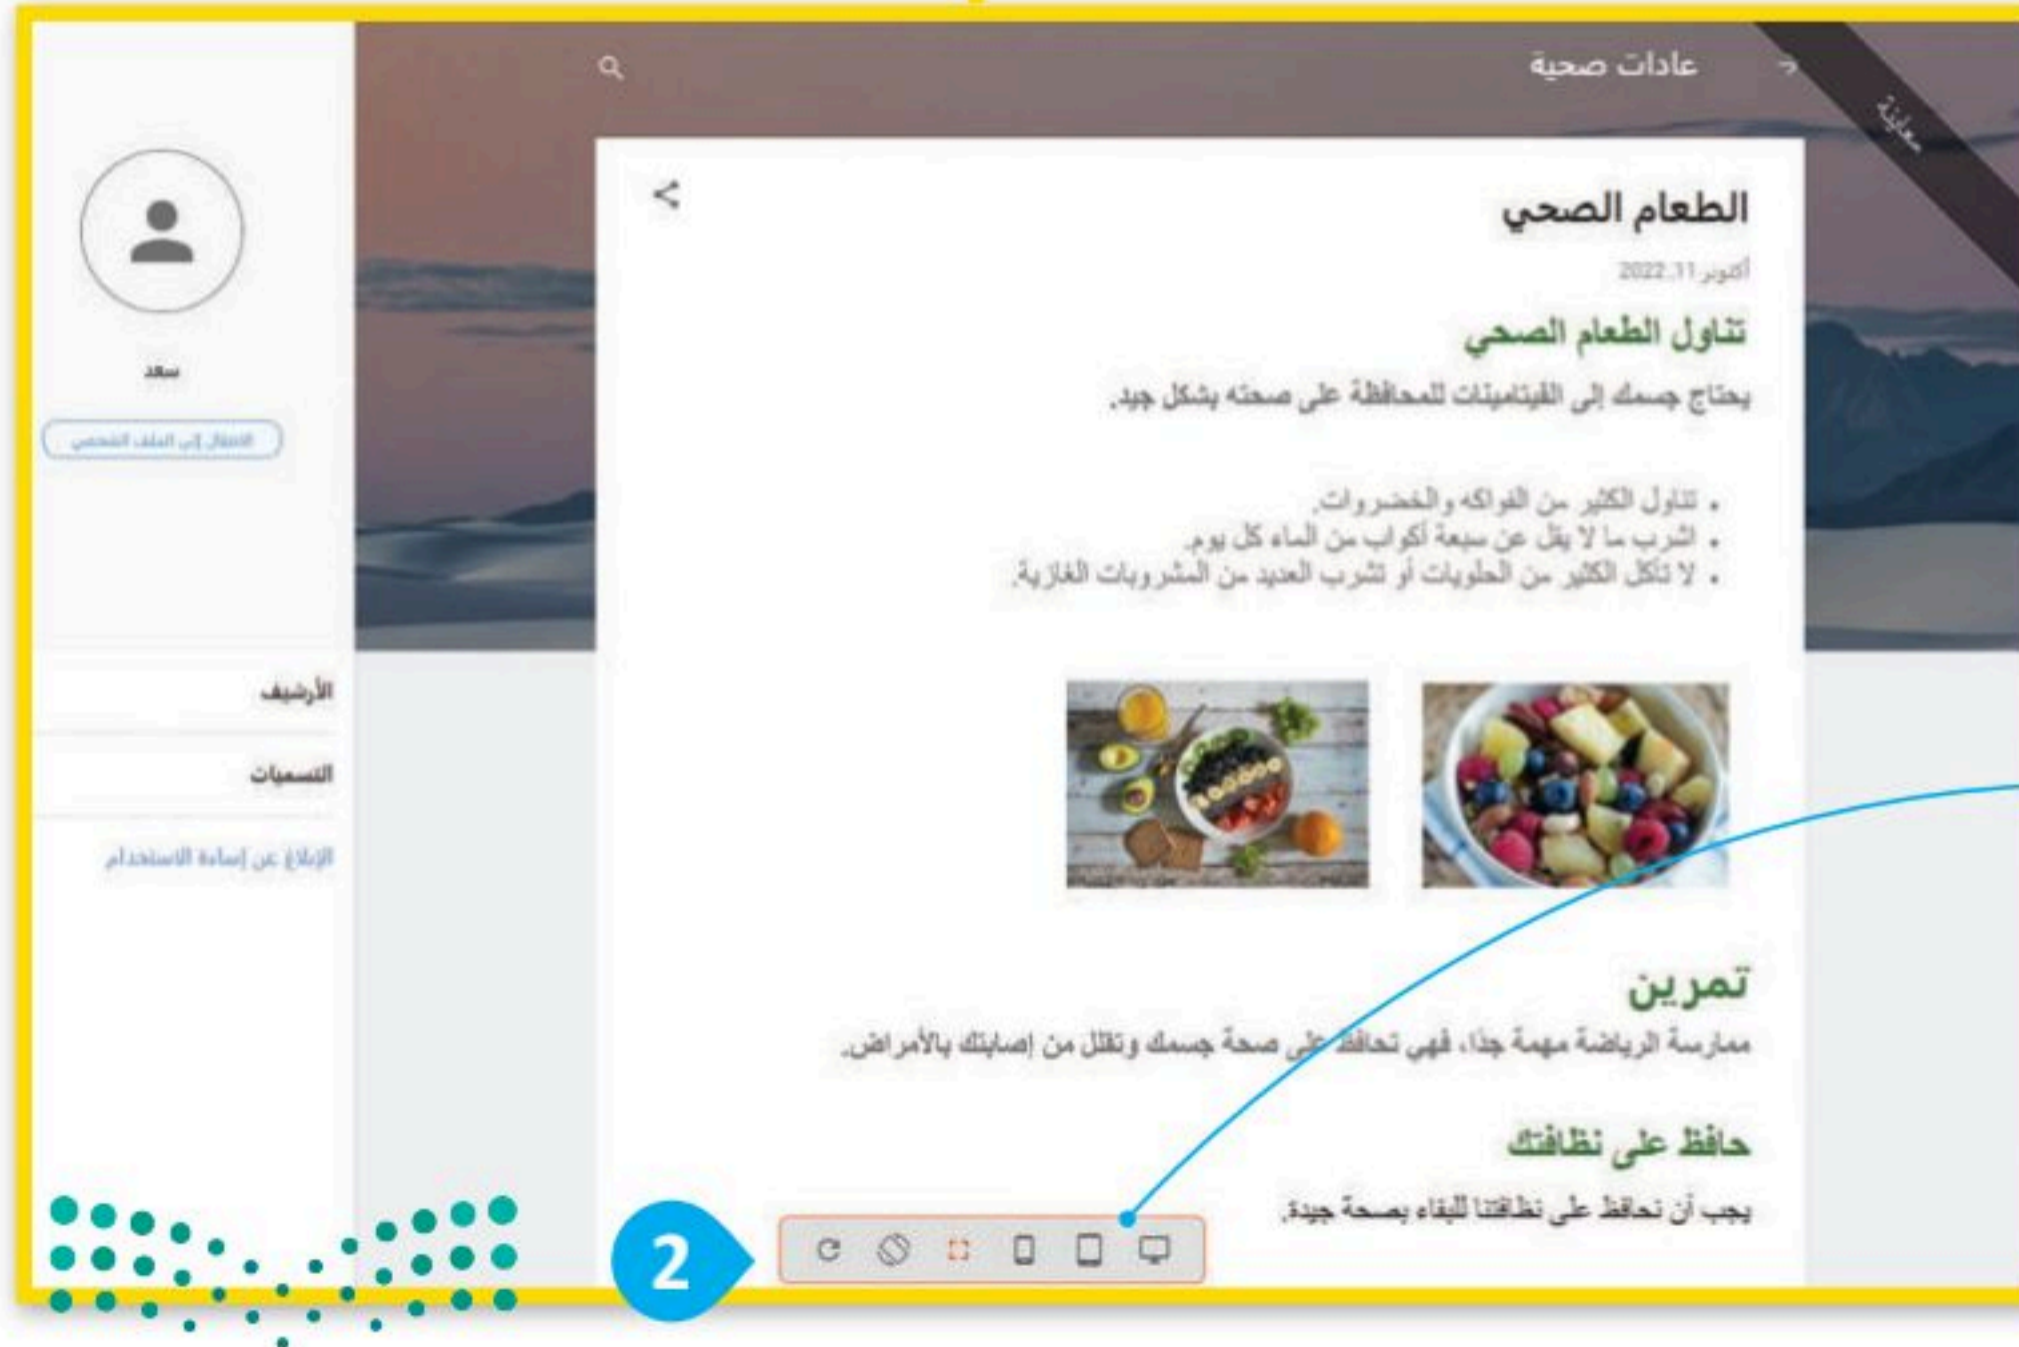 عادات صحية
معاينة
الطعام الصحي
أكتوبر 11, 2022
تناول الطعام الصحي
يحتاج جسمك إلى الفيتامينات للمحافظة على صحته بشكل جيد.
• تناول الكثير من الفواكه والخضروات.
• اشرب ما لا يقل عن سبعة أكواب من الماء كل يوم.
• لا تأكل الكثير من الحلويات أو تشرب العديد من المشروبات الغازية.
تمرين
ممارسة الرياضة مهمة جدًا، فهي تحافظ على صحة جسمك وتقلل من إصابتك بالأمراض.
حافظ على نظافتك
يجب أن نحافظ على نظافتنا للبقاء بصحة جيدة.
2
سعد
الانتقال إلى الملف الشخصي
الأرشيف
التسميات
الإبلاغ عن إساءة الاستخدام